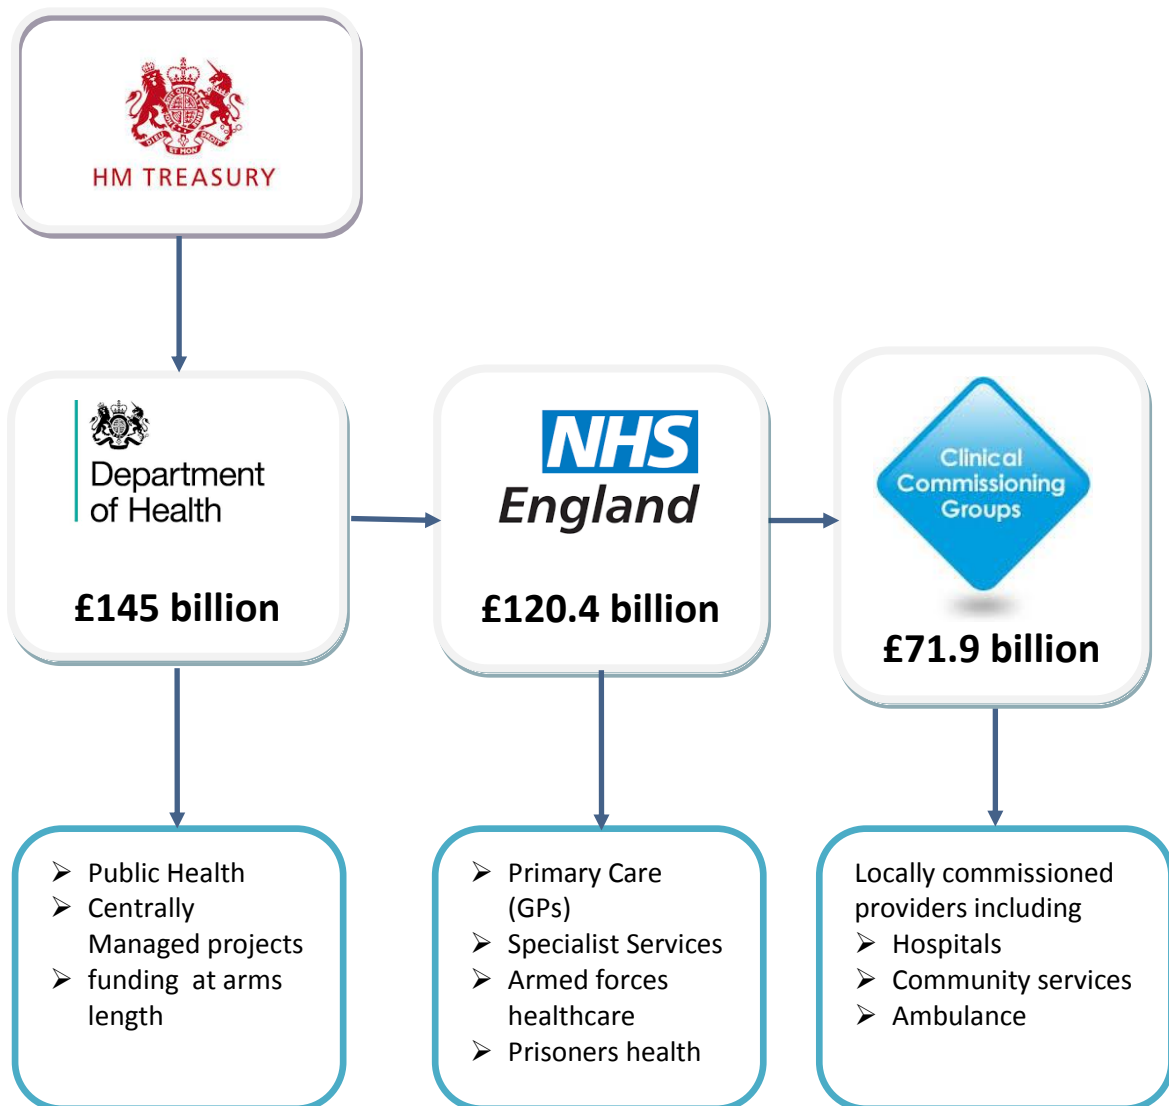 HM TREASURY
Department
of Health
£145 billion
NHS
England
£120.4 billion
Clinical
Commissioning
Groups
£71.9 billion
➢ Public Health
➢ Centrally
Managed projects
➢ funding at arms
length
➢ Primary Care
(GPs)
➢ Specialist Services
➢ Armed forces
healthcare
➢ Prisoners health
Locally commissioned
providers including
➢ Hospitals
➢ Community services
➢ Ambulance